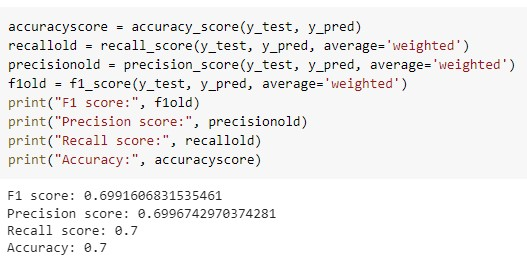 accuracyscore = accuracy_score(y_test, y_pred)
recallold = recall_score(y_test, y_pred, average='weighted')
precisionold = precision_score(y_test, y_pred, average='weighted')
f1old = f1_score(y_test, y_pred, average='weighted')
print("F1 score:", f1old)
print("Precision score:", precisionold)
print("Recall score:", recallold)
print("Accuracy:", accuracyscore)
F1 score: 0.6991606831535461
Precision score: 0.6996742970374281
Recall score: 0.7
Accuracy: 0.7